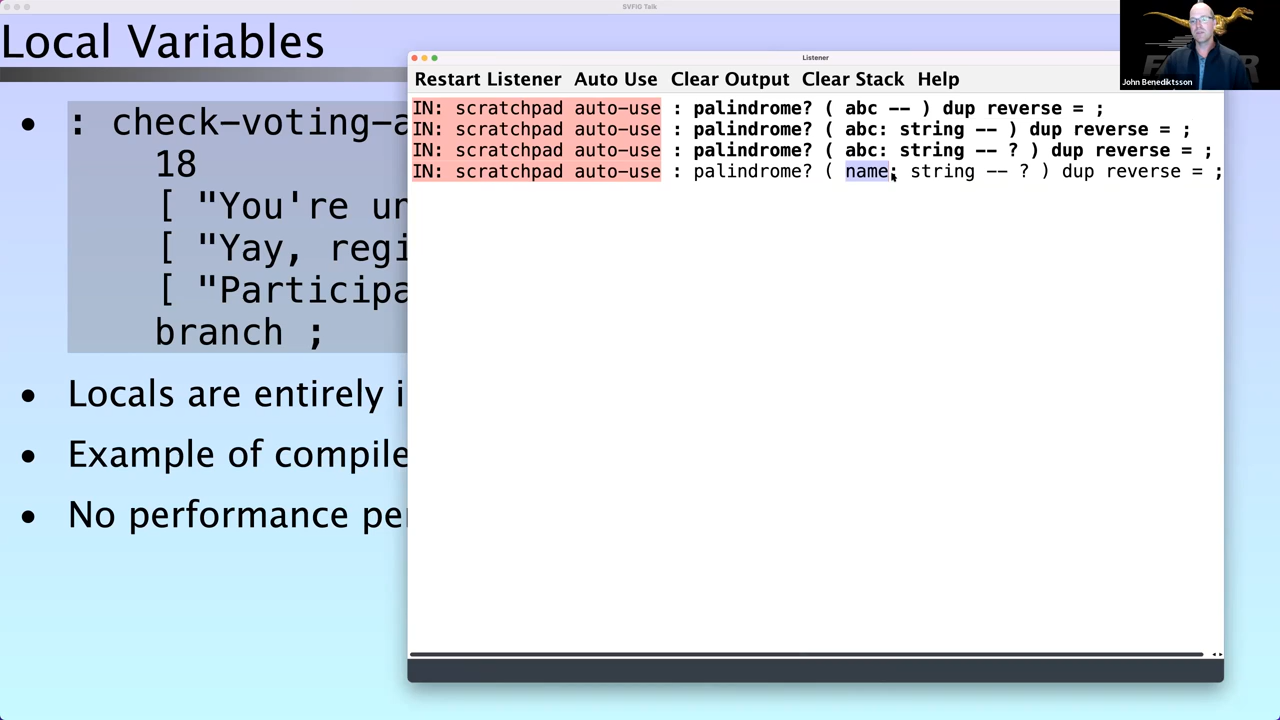 SVFIG Talk
Local Variables
: check-voting-a
18
[ "You're un
[ "Yay, regi
[ "Participa
branch ;
Locals are entirely i
Example of compile
No performance pe
Listener
Restart Listener Auto Use Clear Output Clear Stack Help
IN: scratchpad auto-use : palindrome? ( abc -- ) dup reverse = ;
IN: scratchpad auto-use : palindrome? ( abc: string -- ) dup reverse = ;
IN: scratchpad auto-use : palindrome? ( abc: string -- ? ) dup reverse = ;
IN: scratchpad auto-use : palindrome? ( name: string -- ? ) dup reverse = ;
John Benediktsson